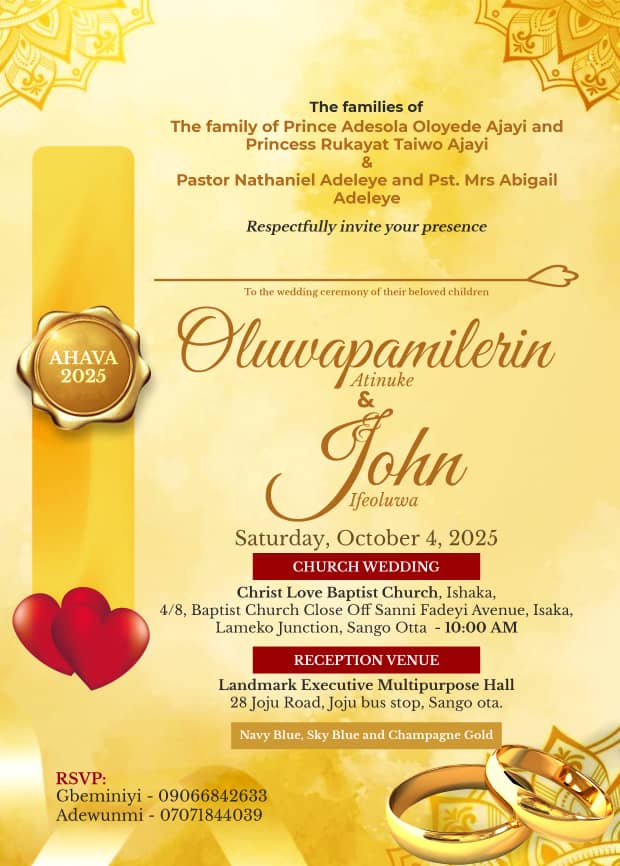 The families of
The family of Prince Adesola Oloyede Ajayi and
Princess Rukayat Taiwo Ajayi
&
Pastor Nathaniel Adeleye and Pst. Mrs Abigail
Adeleye
Respectfully invite your presence
To the wedding ceremony of their beloved children
AHAVA
2025
Oluwapamilerin
Atinuke
&
&
John
Ifeoluwa
Saturday, October 4, 2025
CHURCH WEDDING
Christ Love Baptist Church, Ishaka,
4/8, Baptist Church Close Off Sanni Fadeyi Avenue, Isaka,
Lameko Junction, Sango Otta - 10:00 AM
RECEPTION VENUE
Landmark Executive Multipurpose Hall
28 Joju Road, Joju bus stop, Sango ota.
Navy Blue, Sky Blue and Champagne Gold
RSVP:
Gbeminiyi - 09066842633
Adewunmi - 07071844039